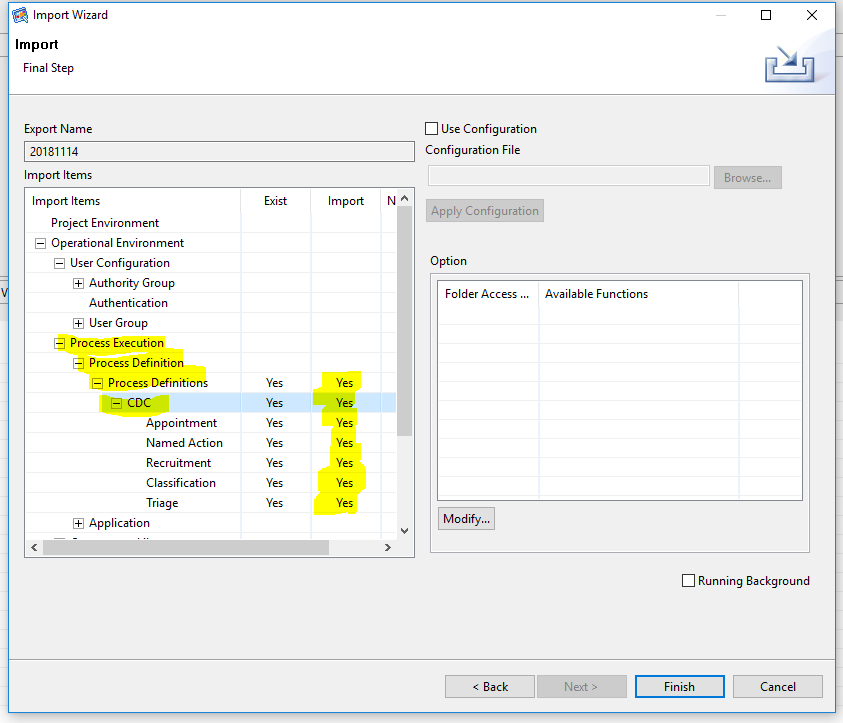 Import Wizard
Import
Final Step
Export Name
20181114
Import Items
Import Items Exist Import N
Project Environment
Operational Environment
User Configuration
Authority Group
Authentication
User Group
Process Execution
Process Definition
Process Definitions Yes Yes
CDC Yes Yes
Appointment Yes Yes
Named Action Yes Yes
Recruitment Yes Yes
Classification Yes Yes
Triage Yes Yes
Application
Use Configuration
Configuration File
Browse...
Apply Configuration
Option
Folder Access ... Available Functions
Modify...
Running Background
< Back Next > Finish Cancel